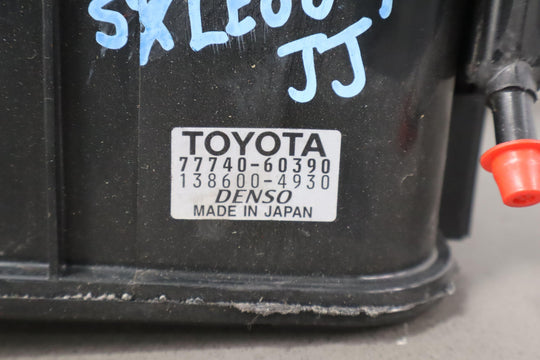 JJ
TOYOTA
77740-60390
138600-4930
DENSO
MADE IN JAPAN